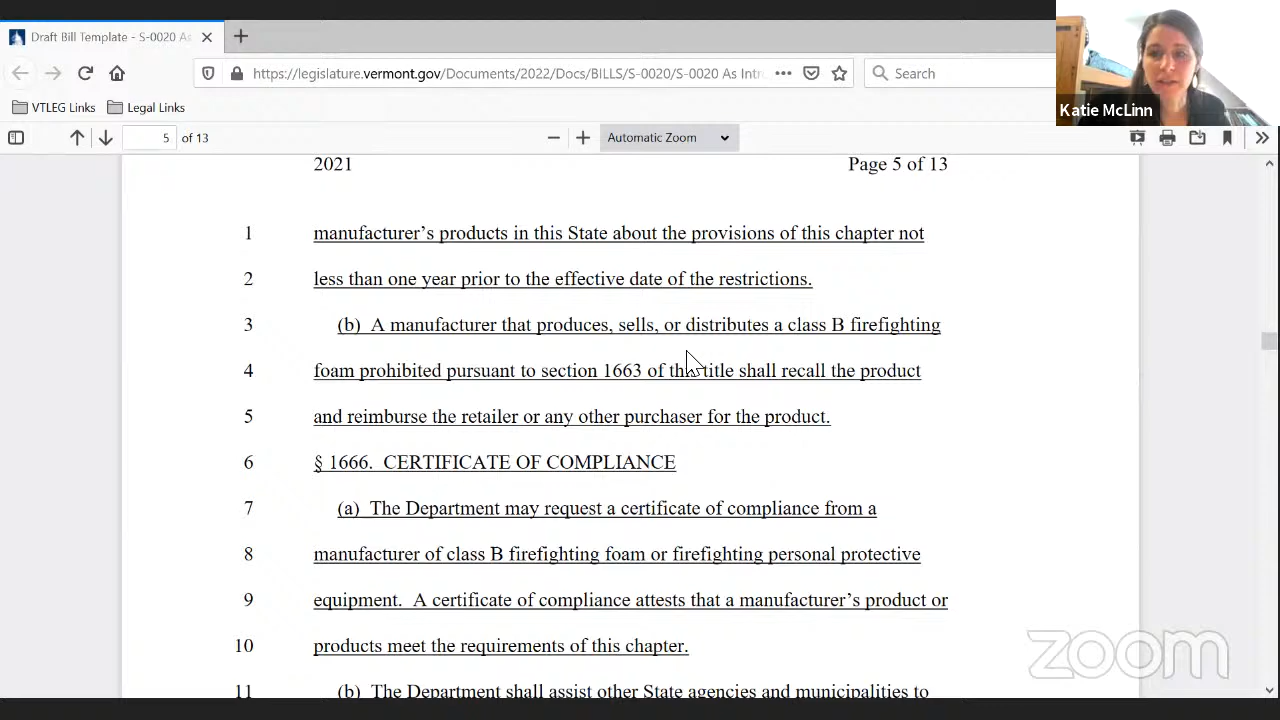 Draft Bill Template - S-0020 As
https://legislature.vermont.gov/Documents/2022/Docs/BILLS/S-0020/S-0020 As Intr
Search
VTLEG Links Legal Links
5 of 13
Automatic Zoom
Katie McLinn
2021 Page 5 of 13
1 manufacturer's products in this State about the provisions of this chapter not
2 less than one year prior to the effective date of the restrictions.
3 (b) A manufacturer that produces, sells, or distributes a class B firefighting
4 foam prohibited pursuant to section 1663 of this title shall recall the product
5 and reimburse the retailer or any other purchaser for the product.
6 § 1666. CERTIFICATE OF COMPLIANCE
7 (a) The Department may request a certificate of compliance from a
8 manufacturer of class B firefighting foam or firefighting personal protective
9 equipment. A certificate of compliance attests that a manufacturer's product or
10 products meet the requirements of this chapter.
11 (b) The Department shall assist other State agencies and municipalities to
zoom